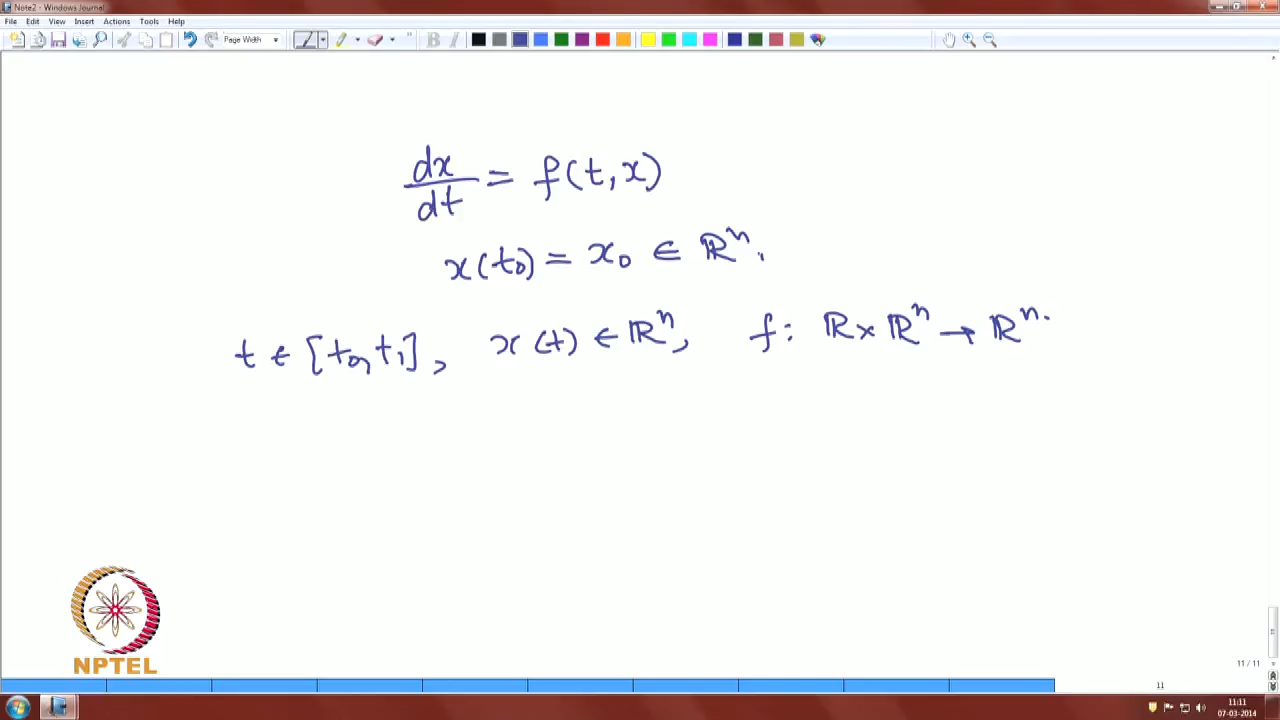 Note2 - Windows Journal
File Edit View Insert Actions Tools Help
Page Width
B I
dx/dt = f(t, x)
x(t0) = x0 ∈ ℝⁿ.
t ∈ [t0, t1], x(t) ∈ ℝⁿ, f: ℝ × ℝⁿ → ℝⁿ.
NPTEL
11 / 11
11
11:11
07-03-2014